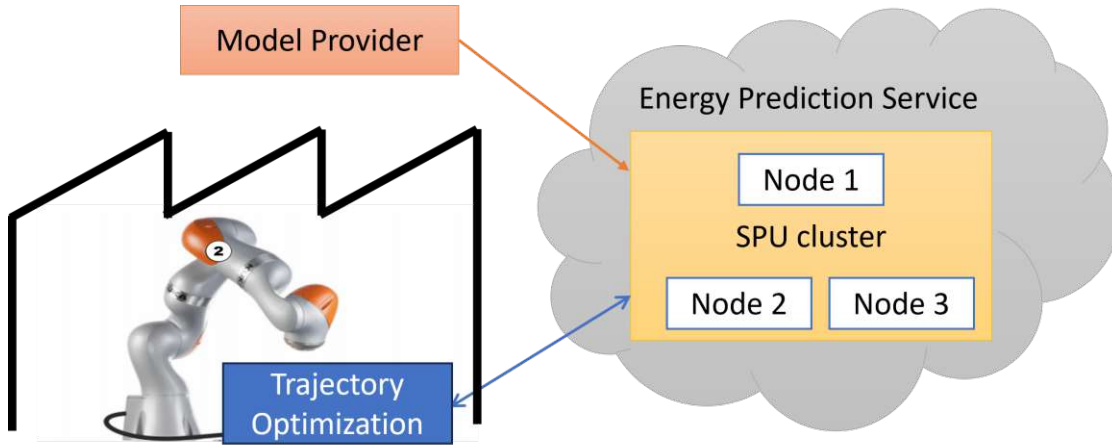 Model Provider
Energy Prediction Service
Node 1
SPU cluster
Node 2
Node 3
2
Trajectory
Optimization